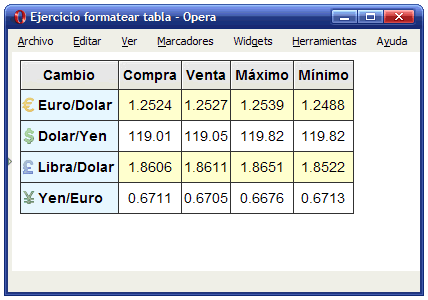 Ejercicio formatear tabla - Opera
Archivo Editar Ver Marcadores Widgets Herramientas Ayuda
Cambio Compra Venta Máximo Mínimo
€ Euro/Dolar 1.2524 1.2527 1.2539 1.2488
$ Dolar/Yen 119.01 119.05 119.82 119.82
£ Libra/Dolar 1.8606 1.8611 1.8651 1.8522
¥ Yen/Euro 0.6711 0.6705 0.6676 0.6713